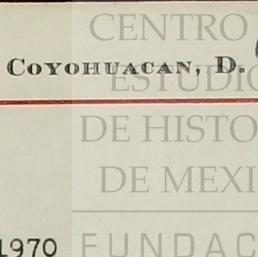 CENTRO
COYOHUACAN, D.
ESTUDIO
DE HISTO
DE MEXI
1970
FUNDAC